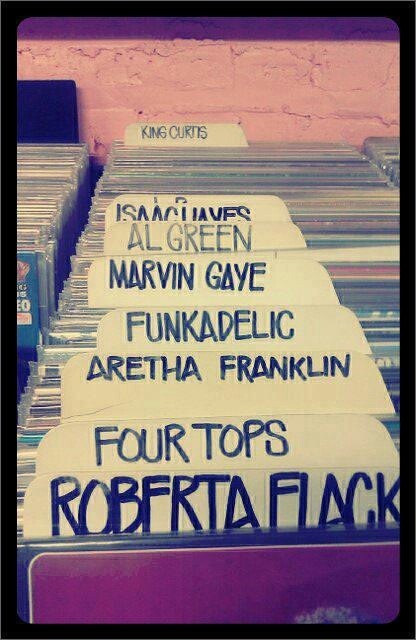 KING CURTIS
ISAAC HAYES
AL GREEN
MARVIN GAYE
FUNKADELIC
ARETHA FRANKLIN
FOUR TOPS
ROBERTA FLACK